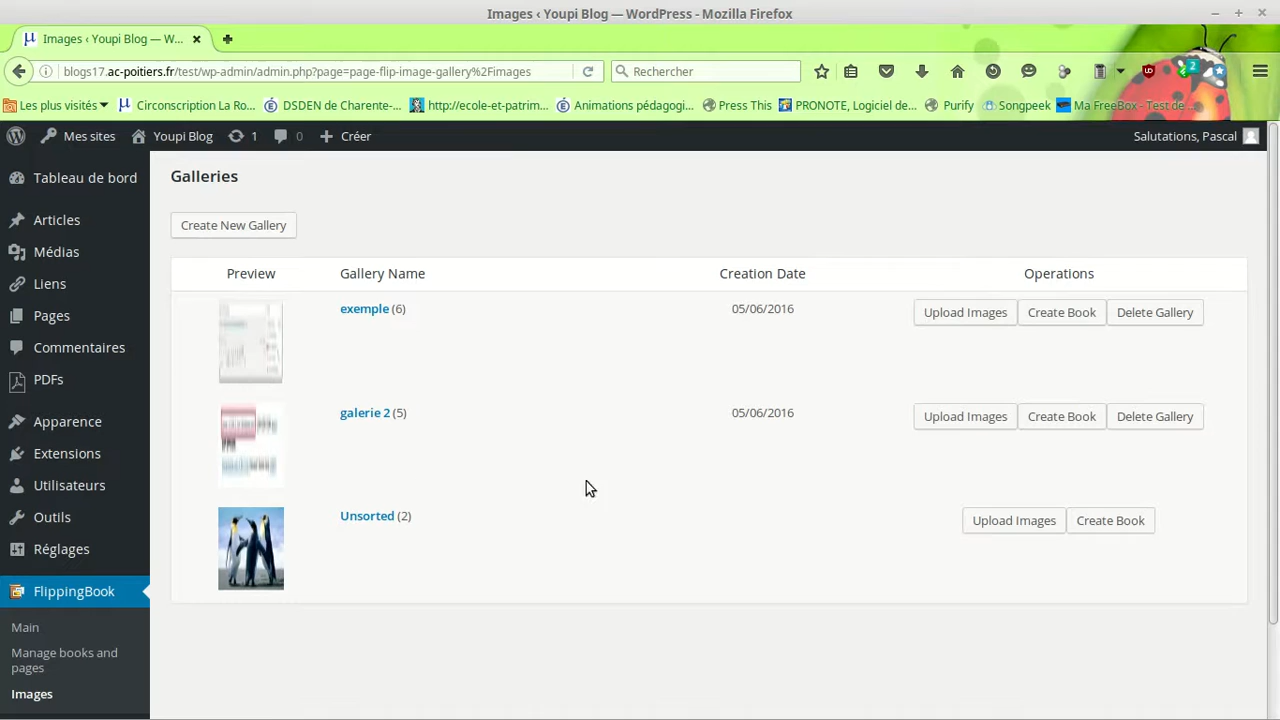 Images ‹ Youpi Blog — WordPress - Mozilla Firefox
Images ‹ Youpi Blog — W...
blogs17.ac-poitiers.fr/test/wp-admin/admin.php?page=page-flip-image-gallery%2Fimages
Rechercher
2
Les plus visités
Circonscription La Ro...
DSDEN de Charente-...
http://ecole-et-patrim...
Animations pédagogi...
Press This
PRONOTE, Logiciel de...
Purify
Songpeek
Ma FreeBox - Test de ...
Mes sites
Youpi Blog
1
0
Créer
Salutations, Pascal
Tableau de bord
Articles
Médias
Liens
Pages
Commentaires
PDFs
Apparence
Extensions
Utilisateurs
Outils
Réglages
FlippingBook
Main
Manage books and
pages
Images
Galleries
Create New Gallery
Preview Gallery Name Creation Date Operations
exemple (6) 05/06/2016 Upload Images Create Book Delete Gallery
galerie 2 (5) 05/06/2016 Upload Images Create Book Delete Gallery
Unsorted (2) Upload Images Create Book